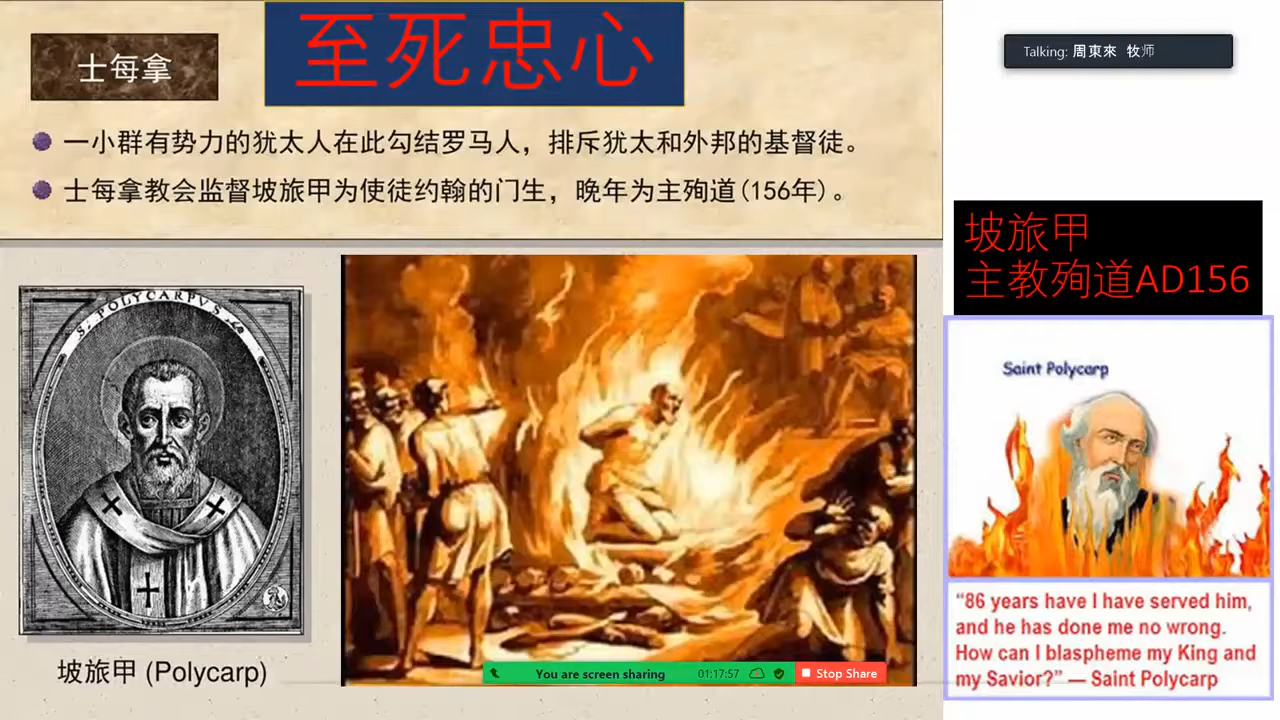 至死忠心
士每拿
一小群有势力的犹太人在此勾结罗马人，排斥犹太和外邦的基督徒。
士每拿教会监督坡旅甲为使徒约翰的门生，晚年为主殉道(156年)。
S. POLYCARPVS.
坡旅甲 (Polycarp)
You are screen sharing
01:17:57
Stop Share
Talking: 周東來 牧师
坡旅甲
主教殉道AD156
Saint Polycarp
“86 years have I have served him,
and he has done me no wrong.
How can I blaspheme my King and
my Savior?” — Saint Polycarp